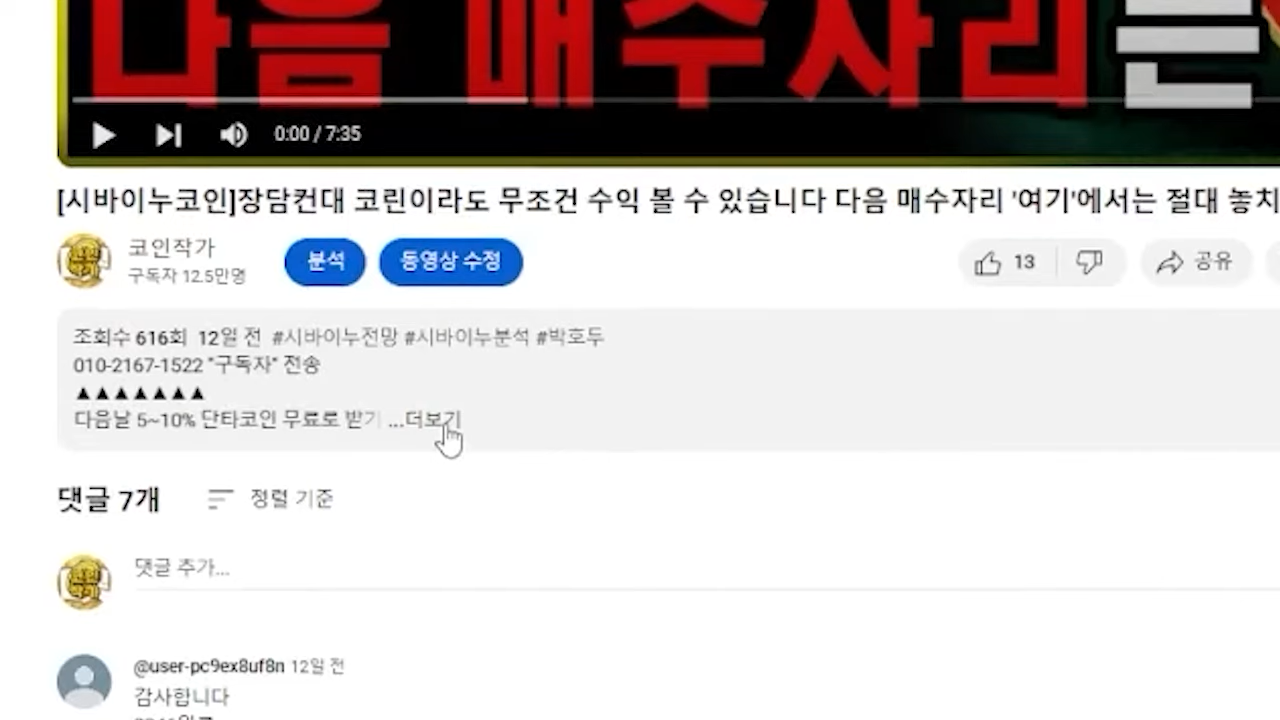 다음 매수자리는
0:00 / 7:35
[시바이누코인]장담컨대 코린이라도 무조건 수익 볼 수 있습니다 다음 매수자리 '여기'에서는 절대 놓치
코인작가
구독자 12.5만명
분석
동영상 수정
13
공유
조회수 616회 12일 전 #시바이누전망 #시바이누분석 #박호두
010-2167-1522 "구독자" 전송
▲▲▲▲▲▲▲
다음날 5~10% 단타코인 무료로 받기 ...더보기
댓글 7개
정렬 기준
댓글 추가...
@user-pc9ex8uf8n 12일 전
감사합니다